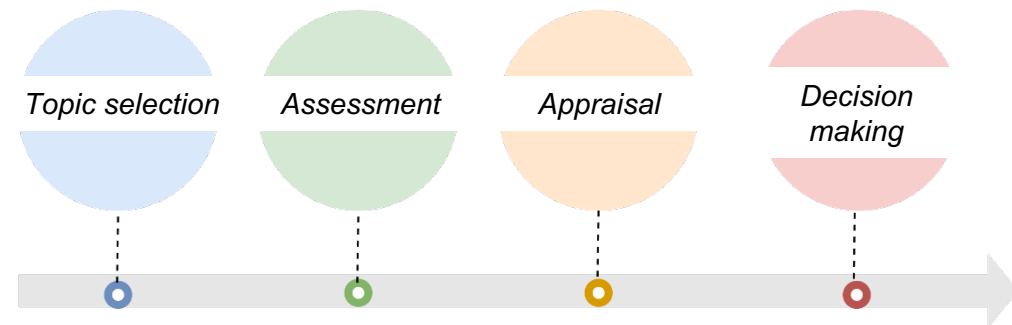 Topic selection
Assessment
Appraisal
Decision
making